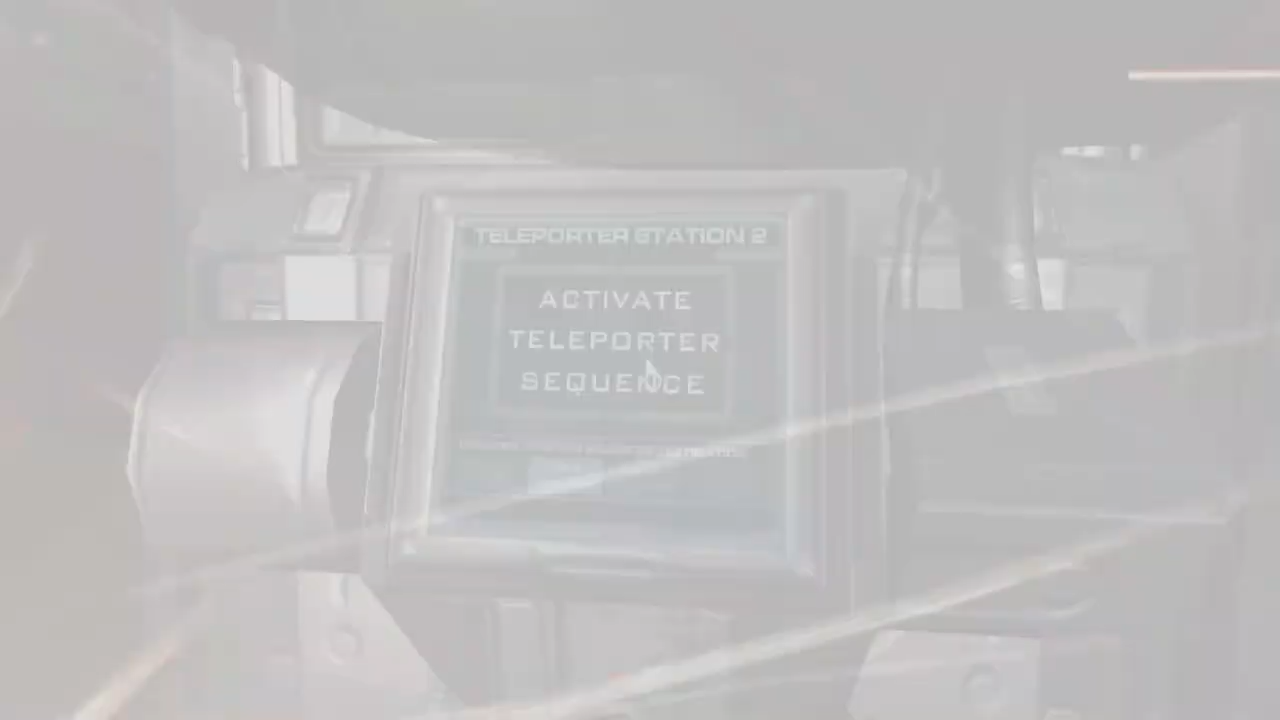 TELEPORTER STATION 2
ACTIVATE
TELEPORTER
SEQUENCE